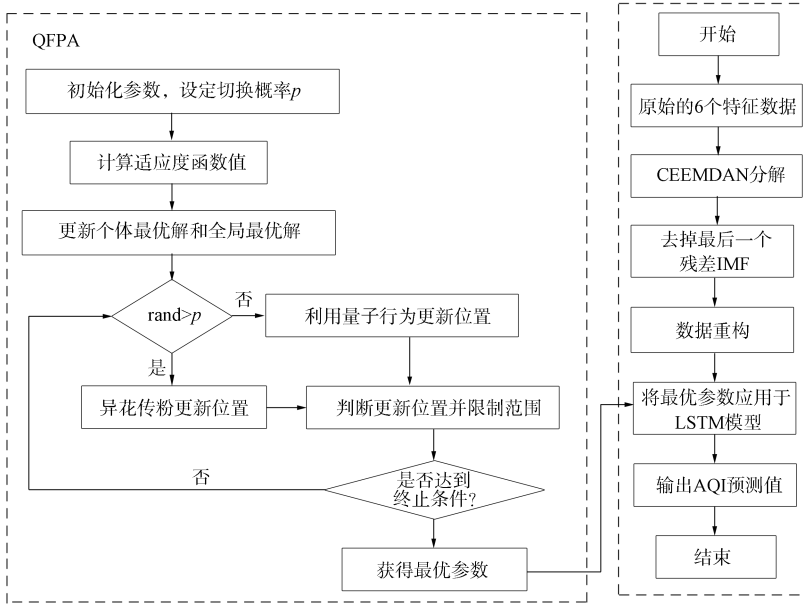 QFPA
初始化参数，设定切换概率p
计算适应度函数值
更新个体最优解和全局最优解
rand>p
否
利用量子行为更新位置
是
异花传粉更新位置
判断更新位置并限制范围
否
是否达到
终止条件?
获得最优参数
开始
原始的6个特征数据
CEEMDAN分解
去掉最后一个
残差IMF
数据重构
将最优参数应用于
LSTM模型
输出AQI预测值
结束